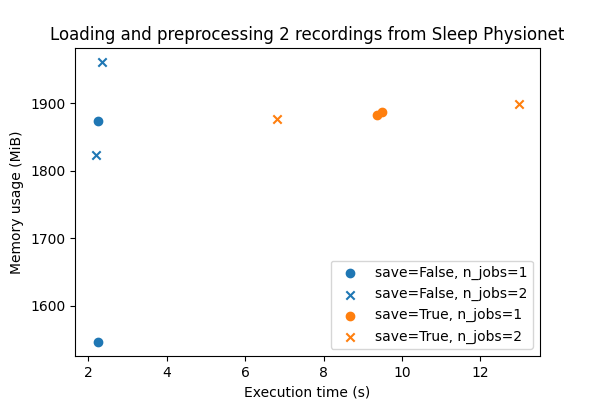 Loading and preprocessing 2 recordings from Sleep Physionet
1900
1800
1700
1600
Memory usage (MiB)
save=False, n_jobs=1
save=False, n_jobs=2
save=True, n_jobs=1
save=True, n_jobs=2
2 4 6 8 10 12
Execution time (s)